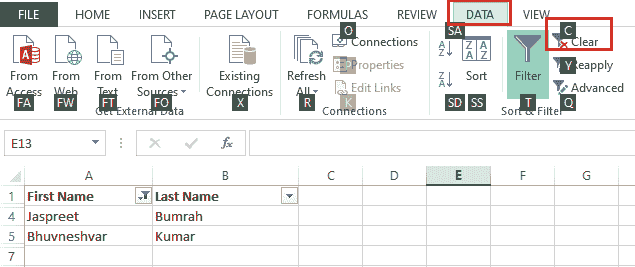 FILE HOME INSERT PAGE LAYOUT FORMULAS REVIEW DATA VIEW
O SA C
Connections Clear
From Access From Web From Text From Other Sources Existing Connections Refresh All Properties Sort Filter Reapply
Edit Links Advanced
FA FW FT FO X R K SD SS T Y Q
Get External Data Connections Sort & Filter
E13 fx
A B C D E F G
1 First Name Last Name
4 Jaspreet Bumrah
5 Bhuvneshvar Kumar
7